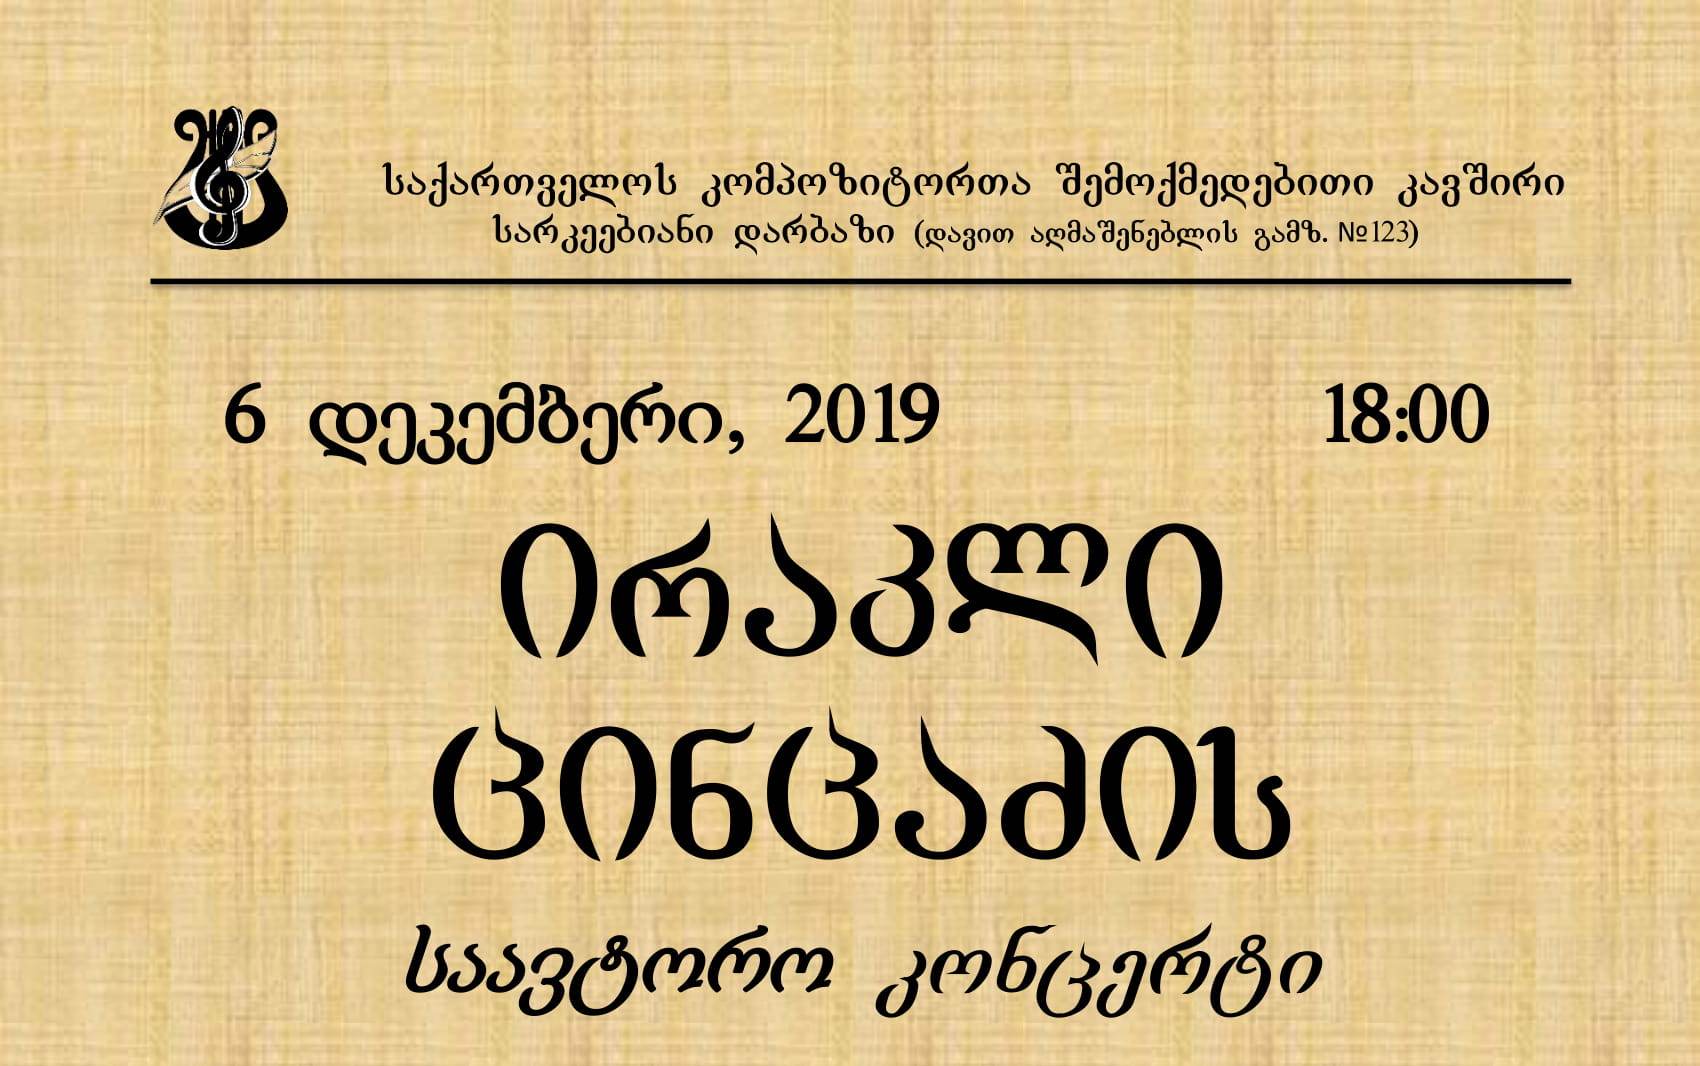 საქართველოს კომპოზიტორთა შემოქმედებითი კავშირი
სარკეებიანი დარბაზი (დავით აღმაშენებლის გამზ. №123)
6 დეკემბერი, 2019 18:00
ირაკლი
ცინცაძის
საავტორო კონცერტი